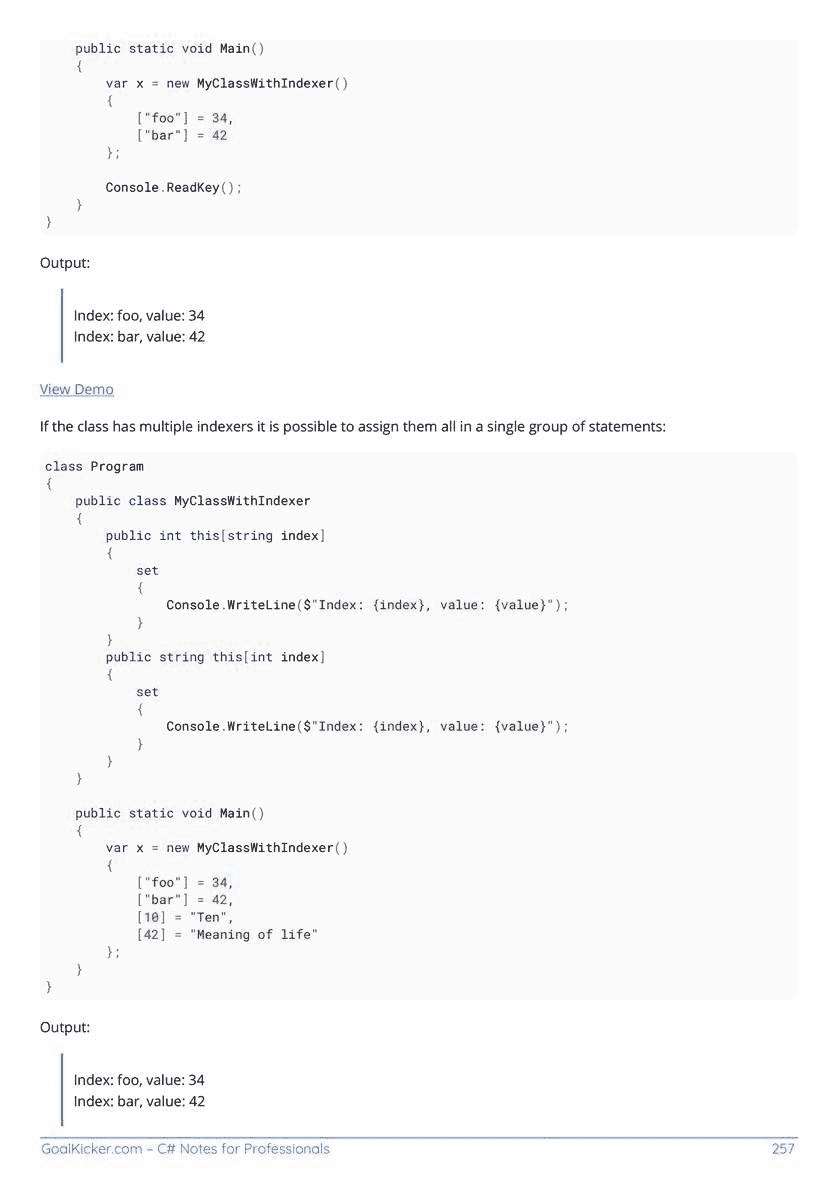 public static void Main()
    {
        var x = new MyClassWithIndexer()
        {
            ["foo"] = 34,
            ["bar"] = 42
        };

        Console.ReadKey();
    }
}
Output:
Index: foo, value: 34
Index: bar, value: 42
View Demo
If the class has multiple indexers it is possible to assign them all in a single group of statements:
class Program
{
    public class MyClassWithIndexer
    {
        public int this[string index]
        {
            set
            {
                Console.WriteLine($"Index: {index}, value: {value}");
            }
        }
        public string this[int index]
        {
            set
            {
                Console.WriteLine($"Index: {index}, value: {value}");
            }
        }
    }

    public static void Main()
    {
        var x = new MyClassWithIndexer()
        {
            ["foo"] = 34,
            ["bar"] = 42,
            [10] = "Ten",
            [42] = "Meaning of life"
        };
    }
}
Output:
Index: foo, value: 34
Index: bar, value: 42
GoalKicker.com – C# Notes for Professionals 257